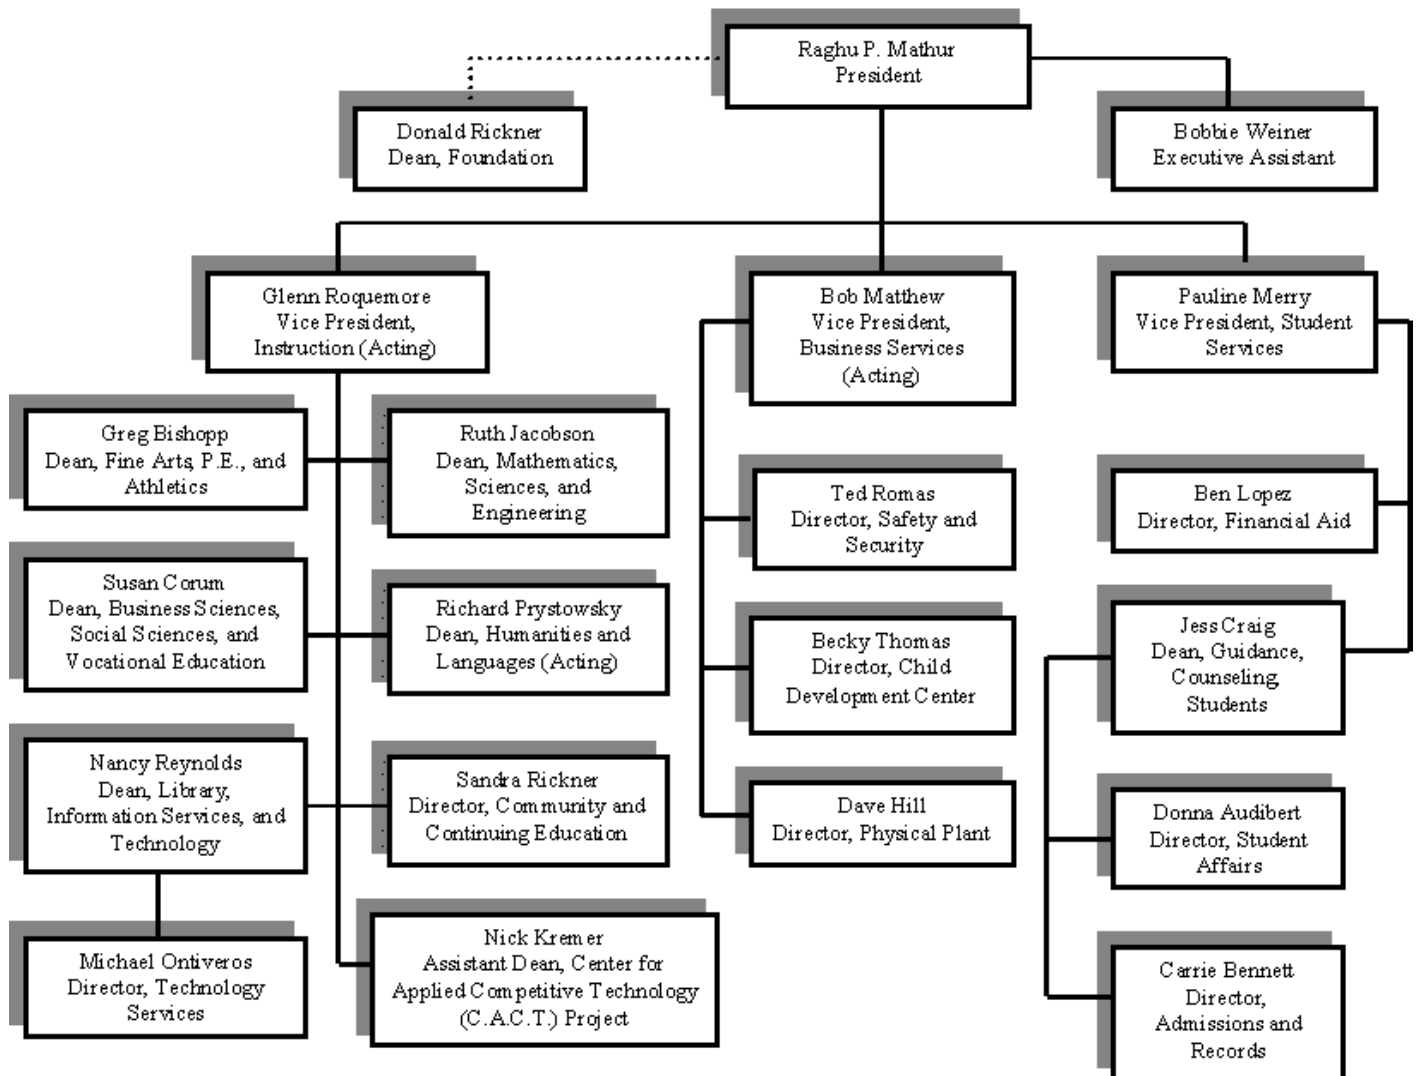 Raghu P. Mathur
President
Donald Rickner
Dean, Foundation
Bobbie Weiner
Executive Assistant
Glenn Roquemore
Vice President,
Instruction (Acting)
Bob Matthew
Vice President,
Business Services
(Acting)
Pauline Merry
Vice President, Student
Services
Greg Bishopp
Dean, Fine Arts, P.E., and
Athletics
Ruth Jacobson
Dean, Mathematics,
Sciences, and
Engineering
Ted Romas
Director, Safety and
Security
Ben Lopez
Director, Financial Aid
Susan Corum
Dean, Business Sciences,
Social Sciences, and
Vocational Education
Richard Prystowsky
Dean, Humanities and
Languages (Acting)
Becky Thomas
Director, Child
Development Center
Jess Craig
Dean, Guidance,
Counseling,
Students
Nancy Reynolds
Dean, Library,
Information Services, and
Technology
Sandra Rickner
Director, Community and
Continuing Education
Dave Hill
Director, Physical Plant
Donna Audibert
Director, Student
Affairs
Michael Ontiveros
Director, Technology
Services
Nick Kremer
Assistant Dean, Center for
Applied Competitive Technology
(C.A.C.T.) Project
Carrie Bennett
Director,
Admissions and
Records